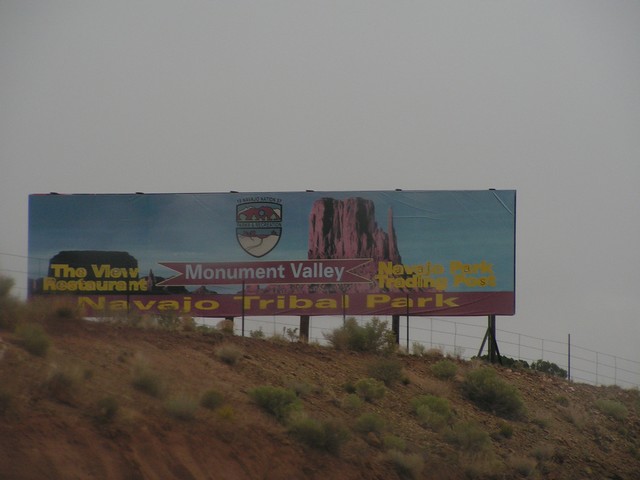 The View
Restaurant
Monument Valley
Navajo Park
Trading Post
Navajo Tribal Park